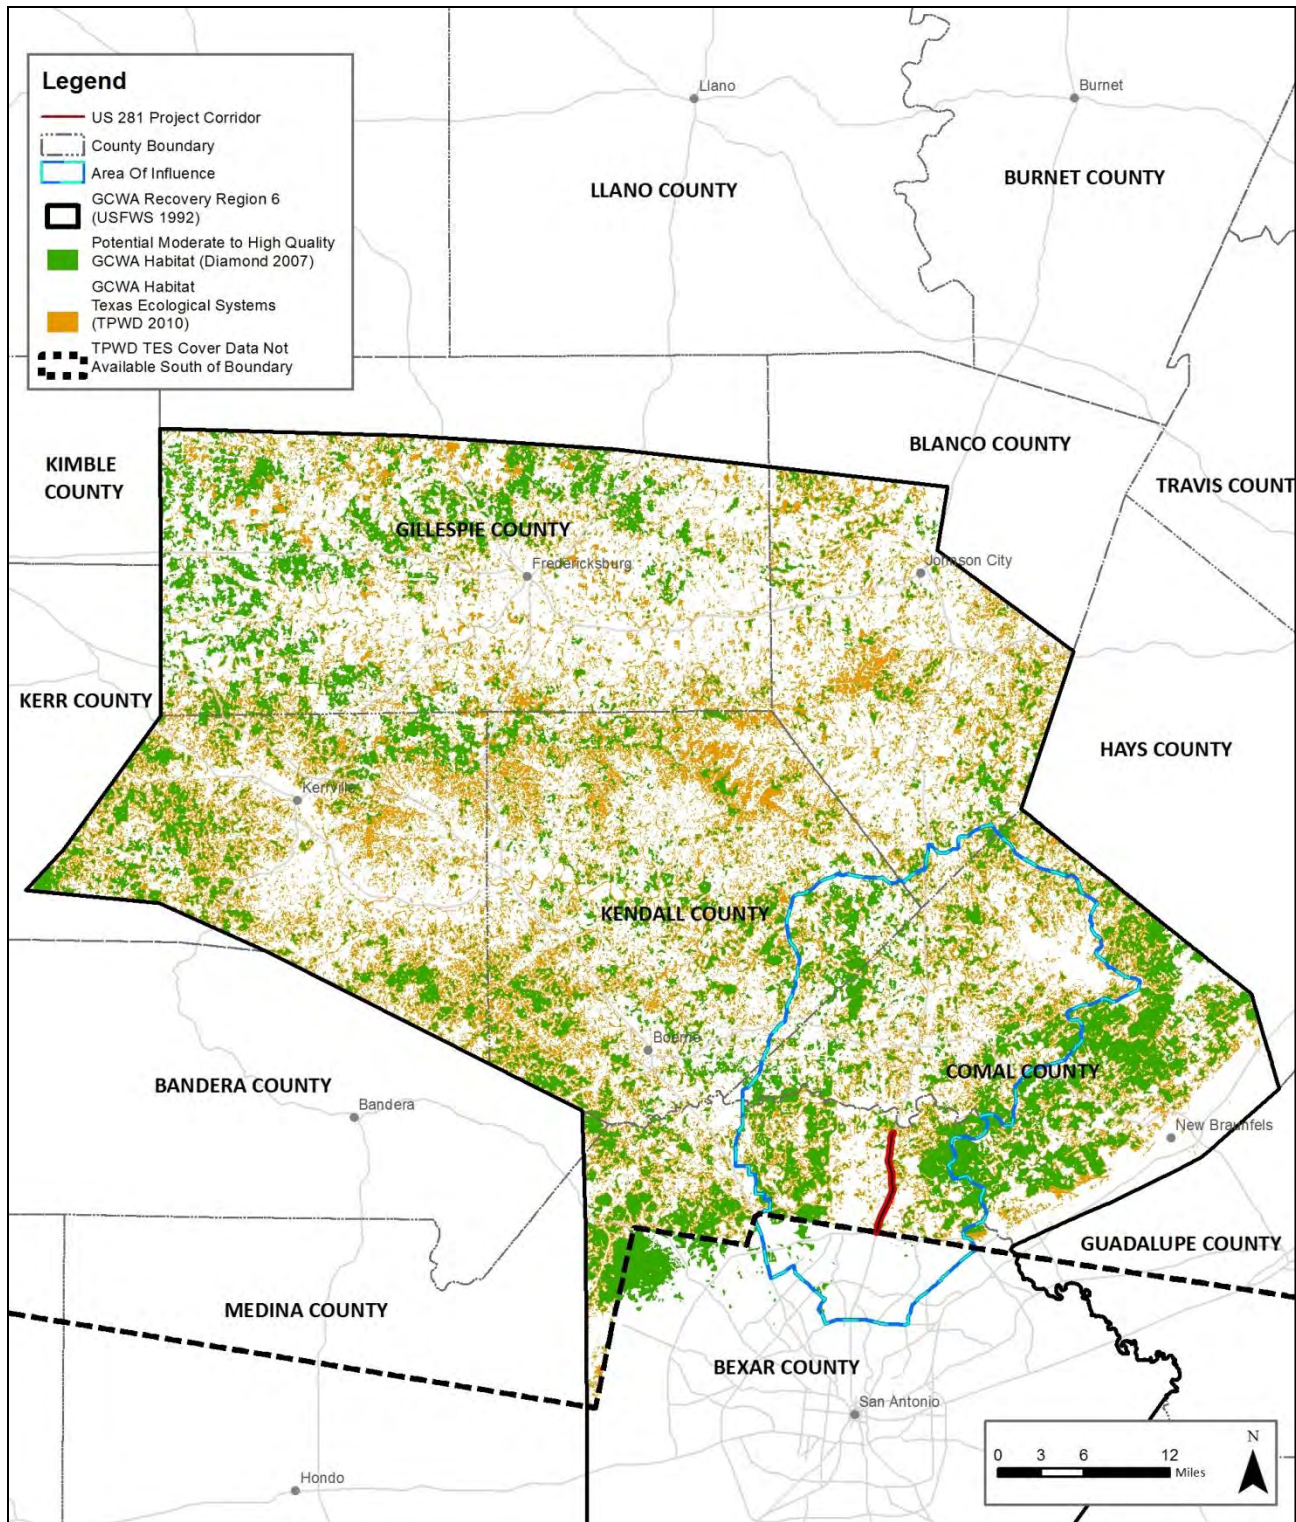 Legend
US 281 Project Corridor
County Boundary
Area Of Influence
GCWA Recovery Region 6
(USFWS 1992)
Potential Moderate to High Quality
GCWA Habitat (Diamond 2007)
GCWA Habitat
Texas Ecological Systems
(TPWD 2010)
TPWD TES Cover Data Not
Available South of Boundary
Llano
Burnet
LLANO COUNTY
BURNET COUNTY
KIMBLE
COUNTY
BLANCO COUNTY
TRAVIS COUNT
GILLESPIE COUNTY
Fredericksburg
Johnson City
KERR COUNTY
HAYS COUNTY
Kerrville
KENDALL COUNTY
Boerne
COMAL COUNTY
BANDERA COUNTY
Bandera
New Braunfels
GUADALUPE COUNTY
MEDINA COUNTY
BEXAR COUNTY
San Antonio
Hondo
N
0 3 6 12
Miles